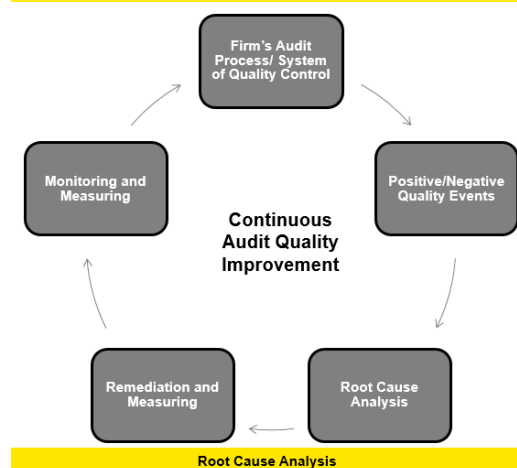 Firm's Audit
Process/ System
of Quality Control
Positive/Negative
Quality Events
Root Cause
Analysis
Remediation and
Measuring
Monitoring and
Measuring
Continuous
Audit Quality
Improvement
Root Cause Analysis